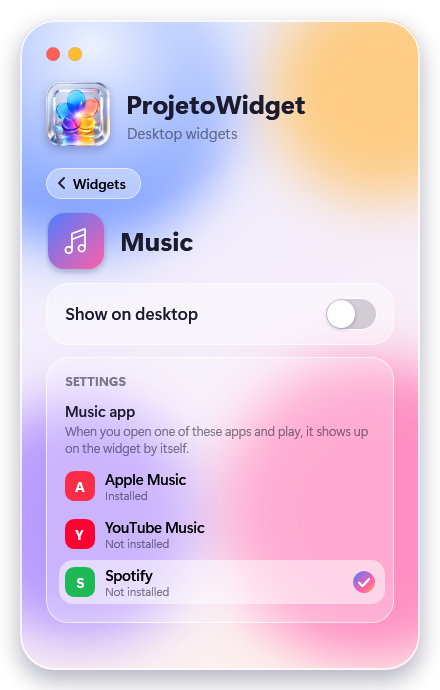 ProjetoWidget
Desktop widgets
Widgets
Music
Show on desktop
SETTINGS
Music app
When you open one of these apps and play, it shows up
on the widget by itself.
A
Apple Music
Installed
Y
YouTube Music
Not installed
S
Spotify
Not installed